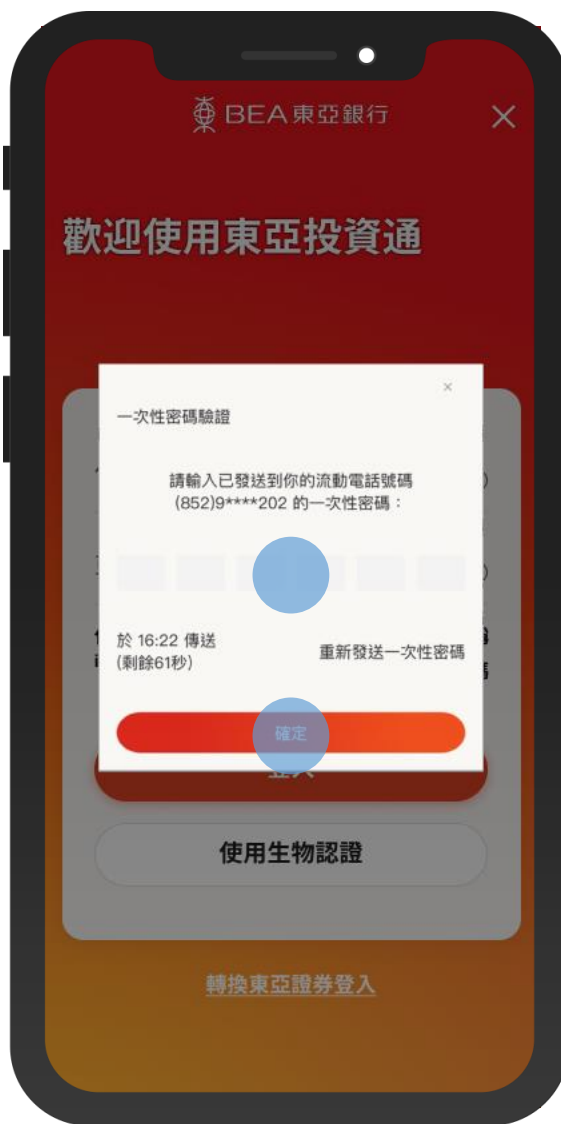 BEA東亞銀行
歡迎使用東亞投資通
一次性密碼驗證
請輸入已發送到你的流動電話號碼
(852)9****202 的一次性密碼：
於 16:22 傳送
(剩餘61秒)
重新發送一次性密碼
確定
登入
使用生物認證
轉換東亞證券登入